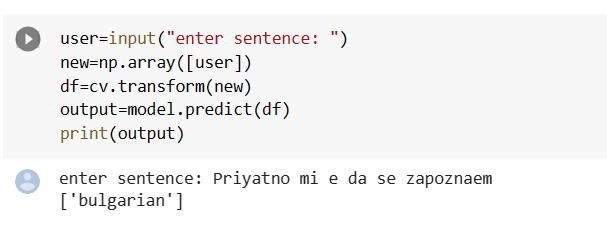 user=input("enter sentence: ")
new=np.array([user])
df=cv.transform(new)
output=model.predict(df)
print(output)
enter sentence: Priyatno mi e da se zapoznaem
['bulgarian']